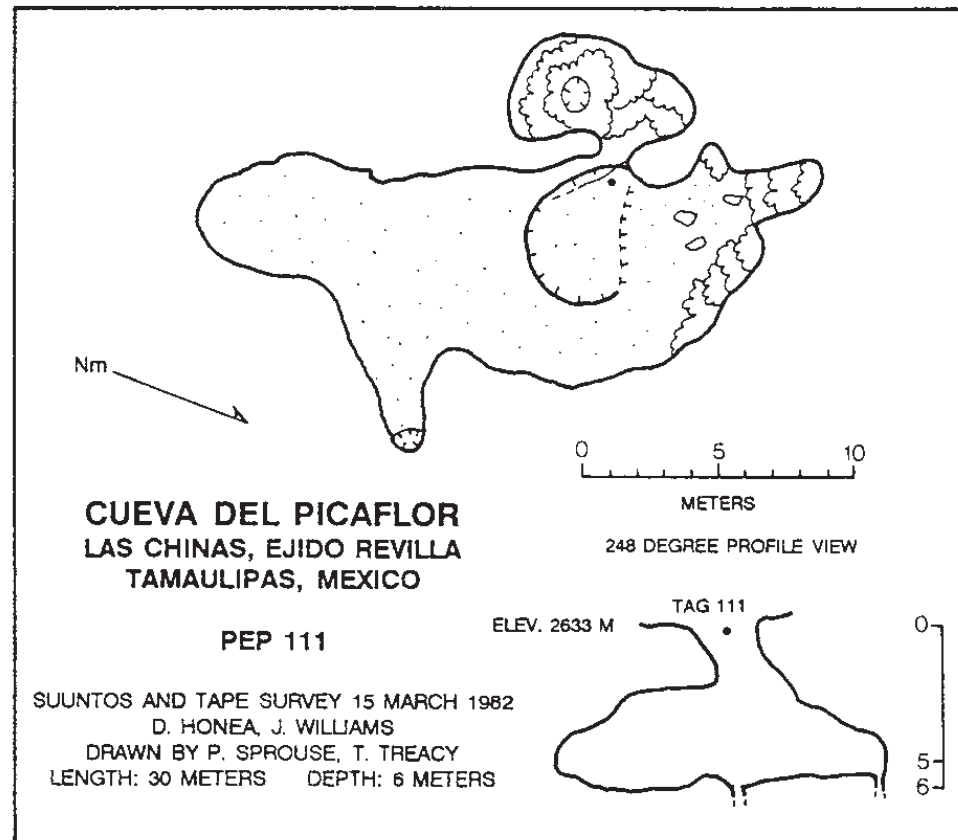 Nm
0 5 10
METERS
CUEVA DEL PICAFLOR
LAS CHINAS, EJIDO REVILLA
TAMAULIPAS, MEXICO
248 DEGREE PROFILE VIEW
PEP 111
ELEV. 2633 M
TAG 111
0
5
6
SUUNTOS AND TAPE SURVEY 15 MARCH 1982
D. HONEA, J. WILLIAMS
DRAWN BY P. SPROUSE, T. TREACY
LENGTH: 30 METERS DEPTH: 6 METERS